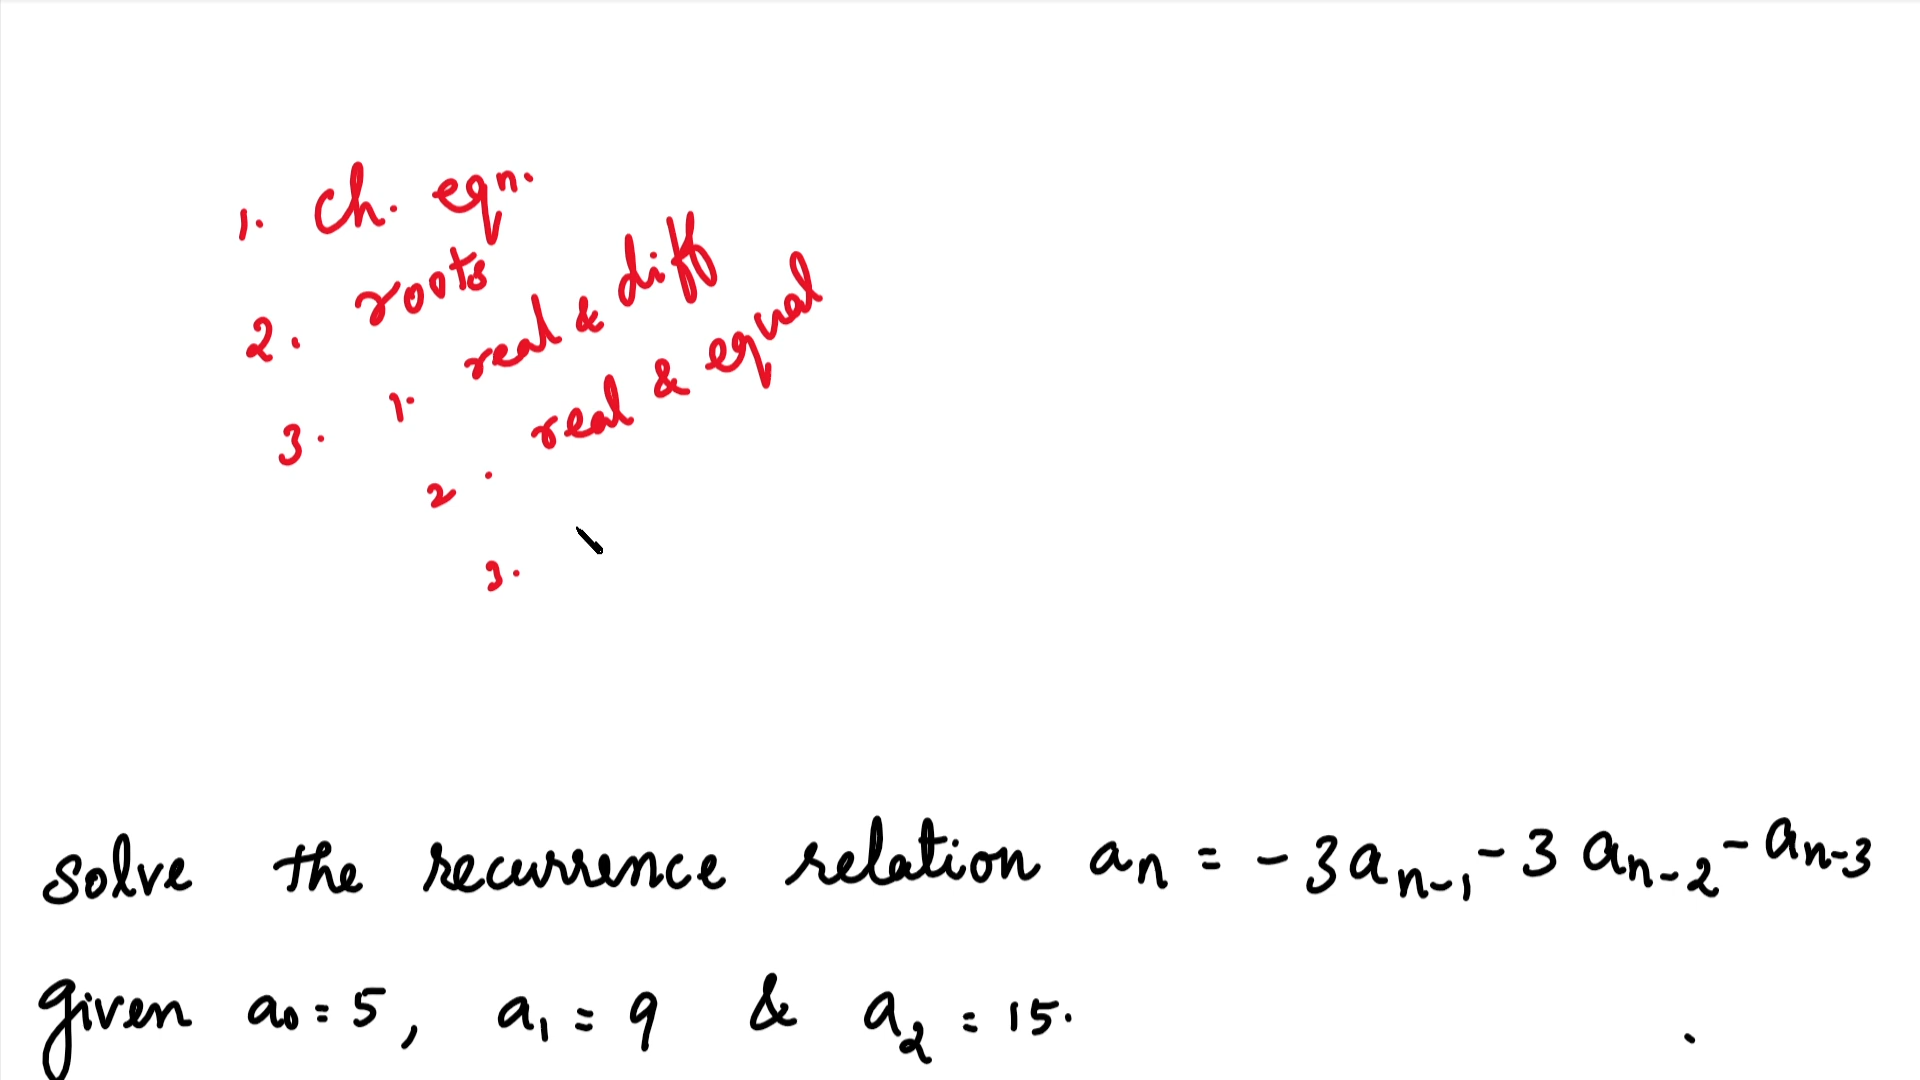 1. ch. eqn.
2. roots
3. 1. real & diff
2. real & equal
3.
solve the recurrence relation an = -3an-1 - 3an-2 - an-3
given a0 = 5, a1 = 9 & a2 = 15.